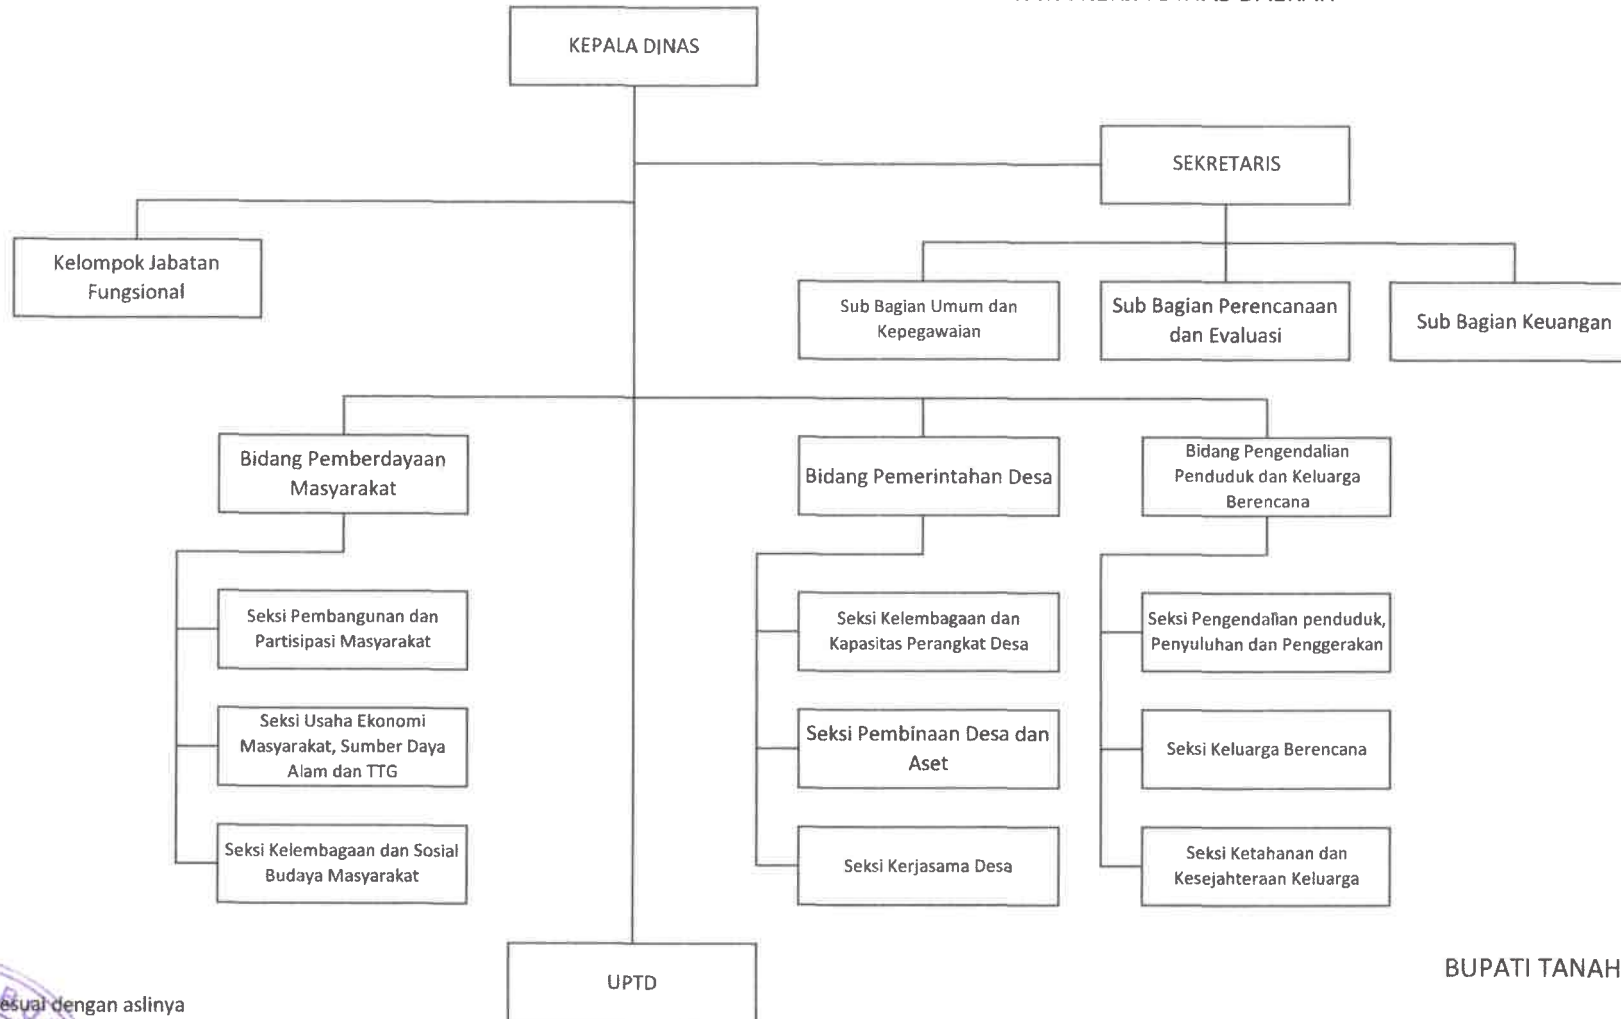 KEPALA DINAS
SEKRETARIS
Kelompok Jabatan
Fungsional
Sub Bagian Umum dan
Kepegawaian
Sub Bagian Perencanaan
dan Evaluasi
Sub Bagian Keuangan
Bidang Pemberdayaan
Masyarakat
Bidang Pemerintahan Desa
Bidang Pengendalian
Penduduk dan Keluarga
Berencana
Seksi Pembangunan dan
Partisipasi Masyarakat
Seksi Kelembagaan dan
Kapasitas Perangkat Desa
Seksi Pengendalian penduduk,
Penyuluhan dan Penggerakan
Seksi Usaha Ekonomi
Masyarakat, Sumber Daya
Alam dan TTG
Seksi Pembinaan Desa dan
Aset
Seksi Keluarga Berencana
Seksi Kelembagaan dan Sosial
Budaya Masyarakat
Seksi Kerjasama Desa
Seksi Ketahanan dan
Kesejahteraan Keluarga
UPTD
BUPATI TANAH
esuai dengan aslinya